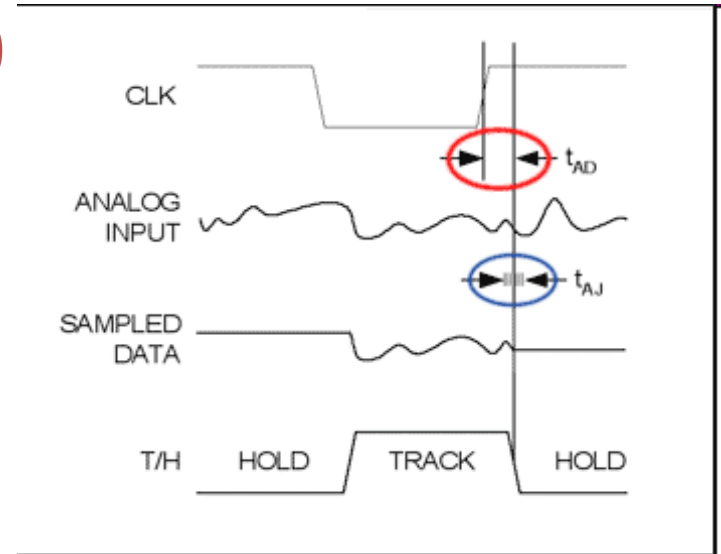 CLK
tAD
ANALOG
INPUT
tAJ
SAMPLED
DATA
T/H HOLD TRACK HOLD